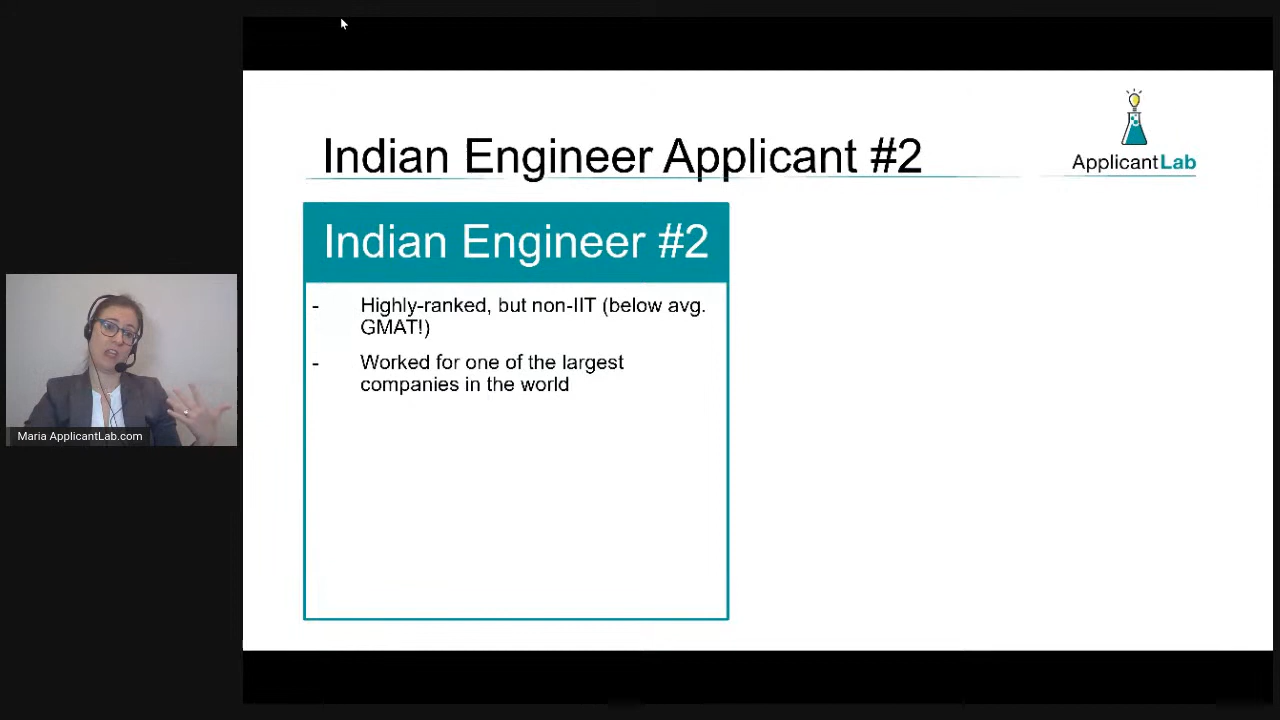 Indian Engineer Applicant #2
ApplicantLab
Indian Engineer #2
- Highly-ranked, but non-IIT (below avg.
GMAT!)
- Worked for one of the largest
companies in the world
Maria ApplicantLab.com